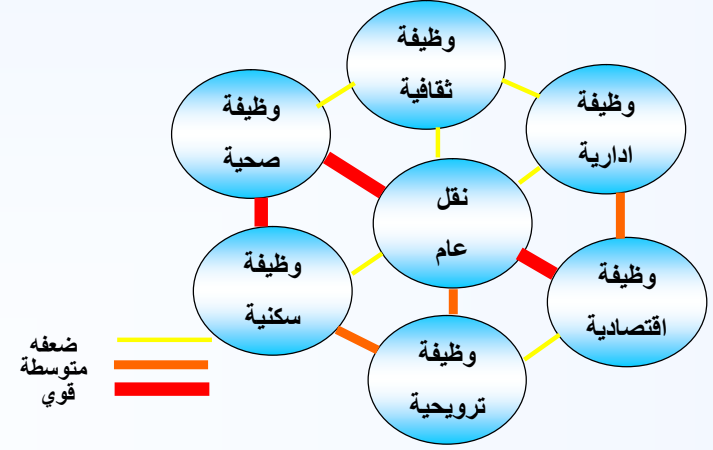 وظيفة
ثقافية
وظيفة
ادارية
وظيفة
صحية
نقل
عام
وظيفة
اقتصادية
وظيفة
سكنية
وظيفة
ترويحية
ضعفه
متوسطة
قوي